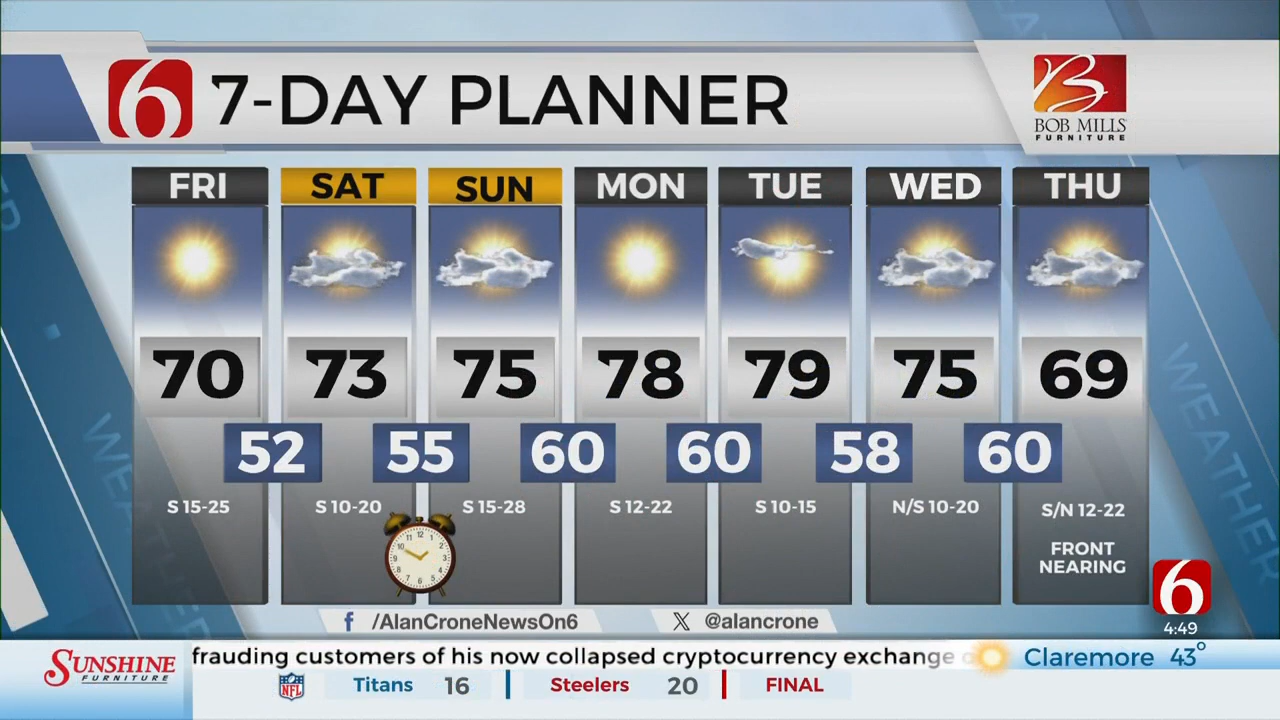 6 7-DAY PLANNER
B
BOB MILLS
FURNITURE
FRI SAT SUN MON TUE WED THU
70 73 75 78 79 75 69
52 55 60 60 58 60
S 15-25 S 10-20 S 15-28 S 12-22 S 10-15 N/S 10-20 S/N 12-22
FRONT
NEARING
6
4:49
f /AlanCroneNewsOn6 X @alancrone
SUNSHINE
FURNITURE
frauding customers of his now collapsed cryptocurrency exchange
Claremore 43°
NFL Titans 16 Steelers 20 FINAL
WEATHER
WEATHER